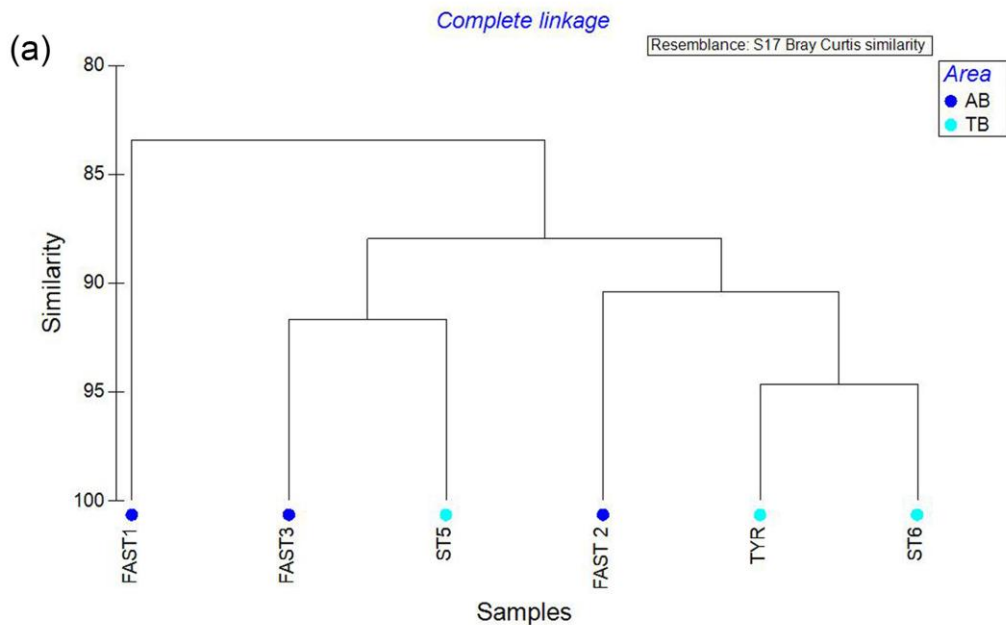 Complete linkage
(a)
Resemblance: S17 Bray Curtis similarity
Area
AB
TB
80
85
90
95
100
Similarity
FAST1
FAST3
ST5
FAST 2
TYR
ST6
Samples